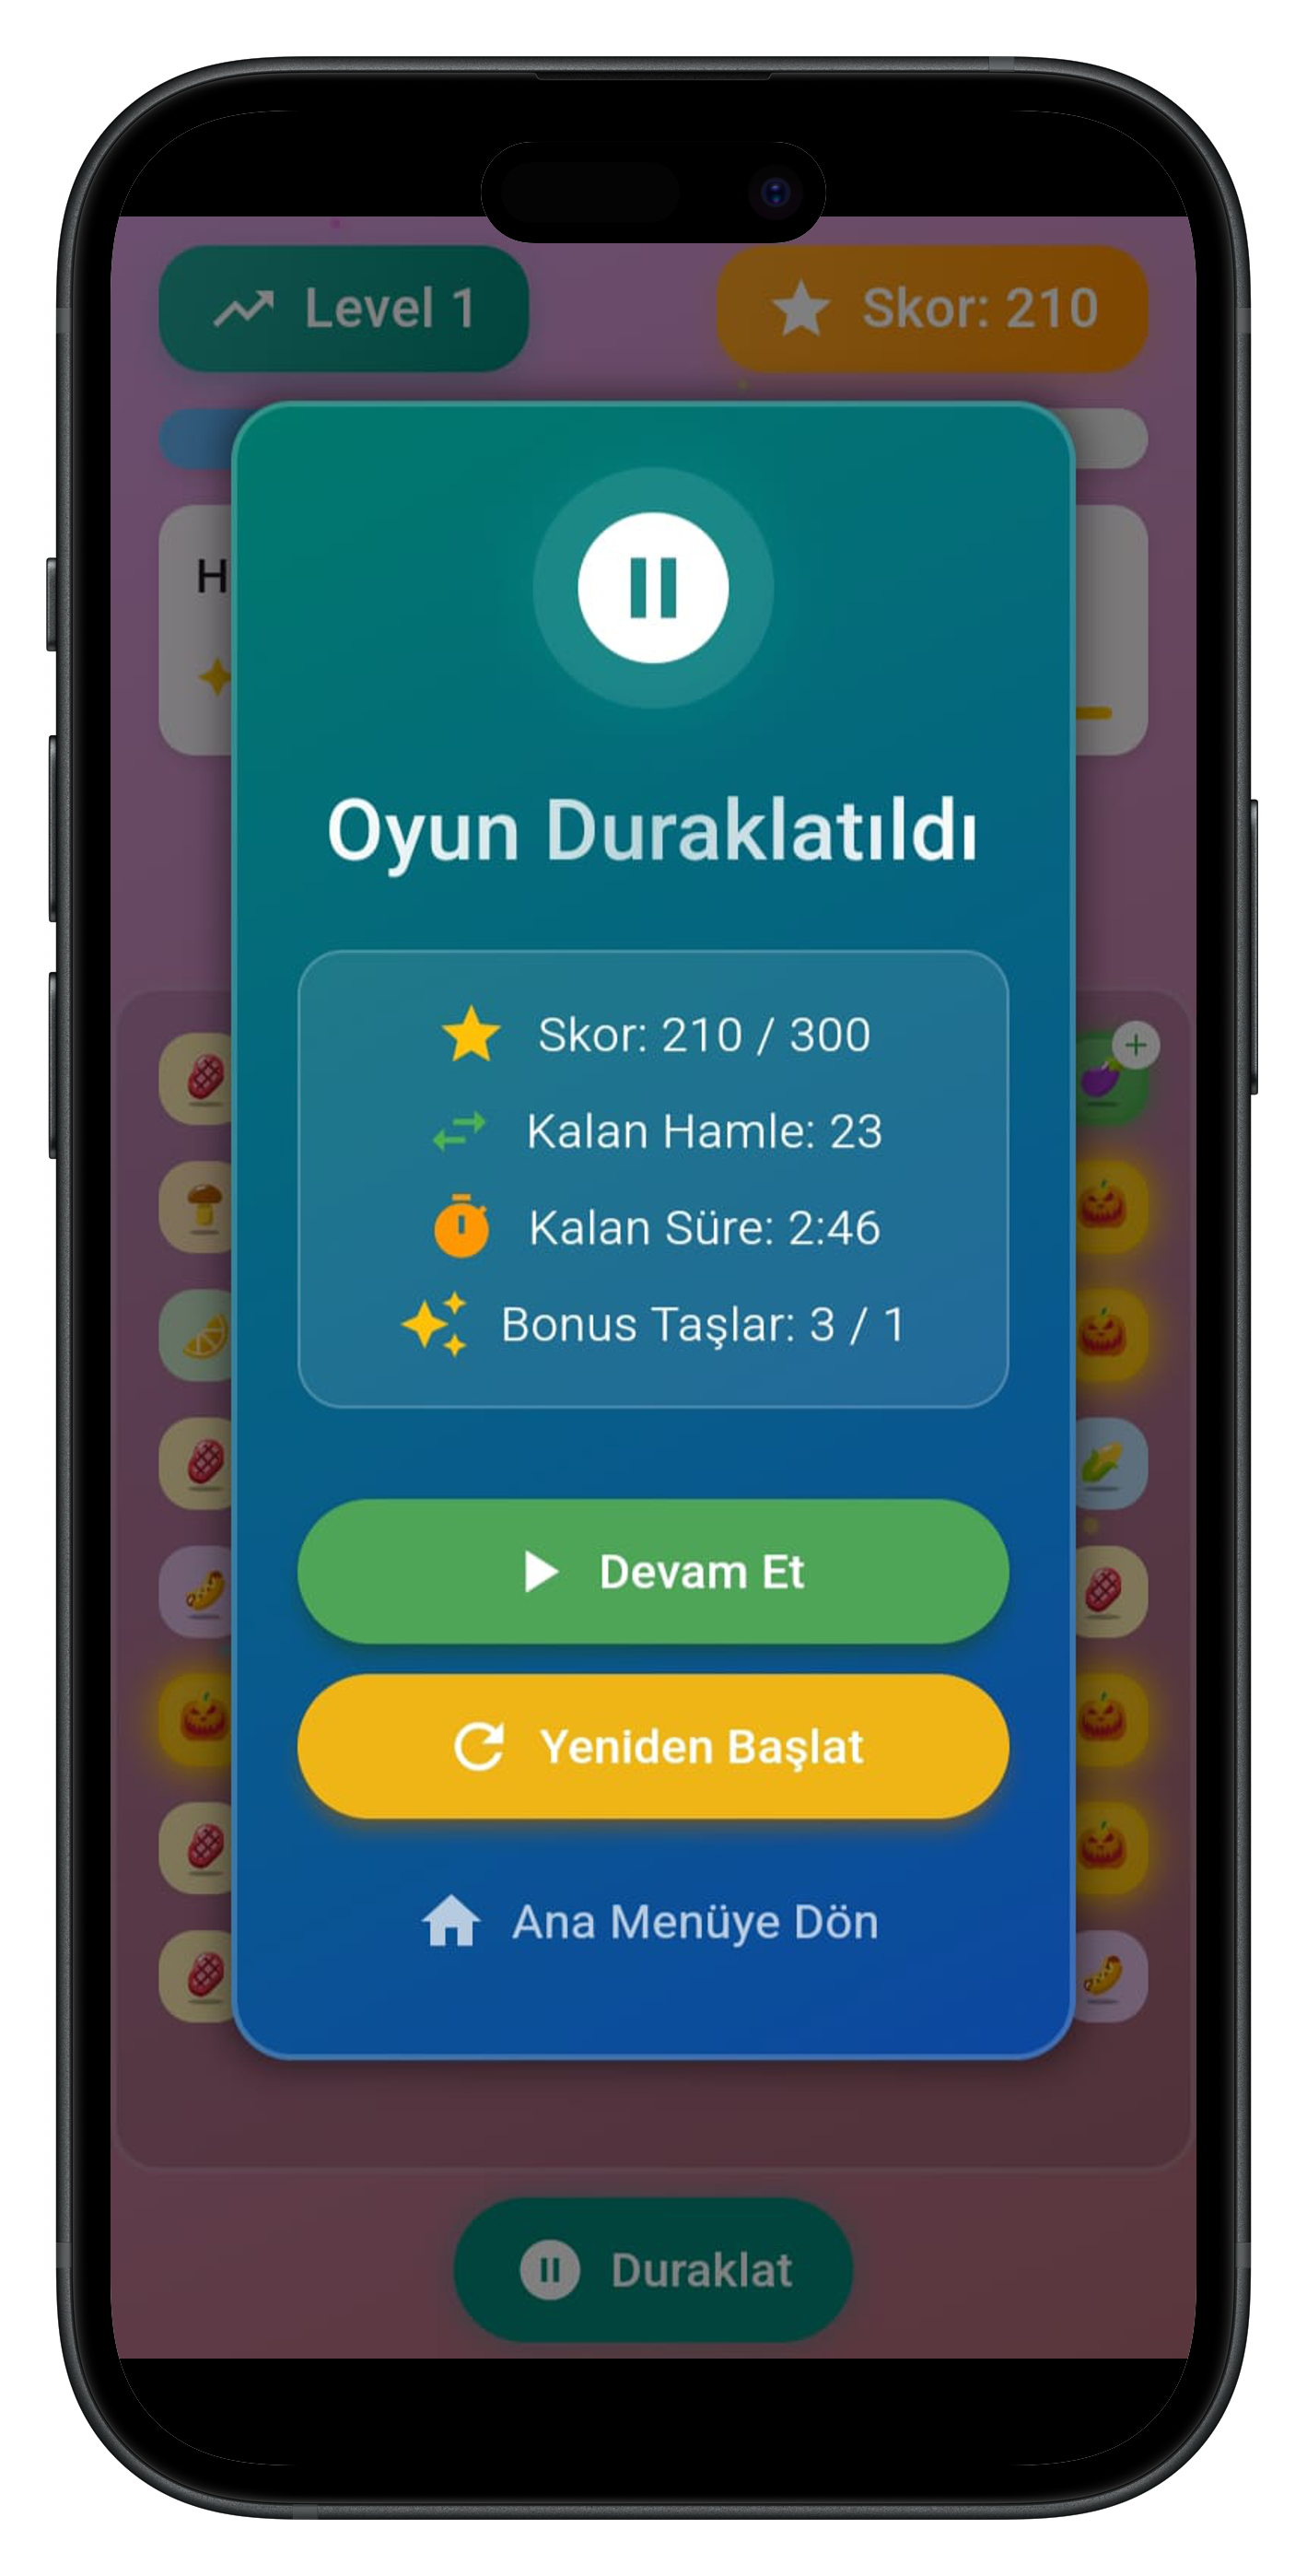 Level 1
Skor: 210
H
Oyun Duraklatıldı
Skor: 210 / 300
Kalan Hamle: 23
Kalan Süre: 2:46
Bonus Taşlar: 3 / 1
Devam Et
Yeniden Başlat
Ana Menüye Dön
Duraklat